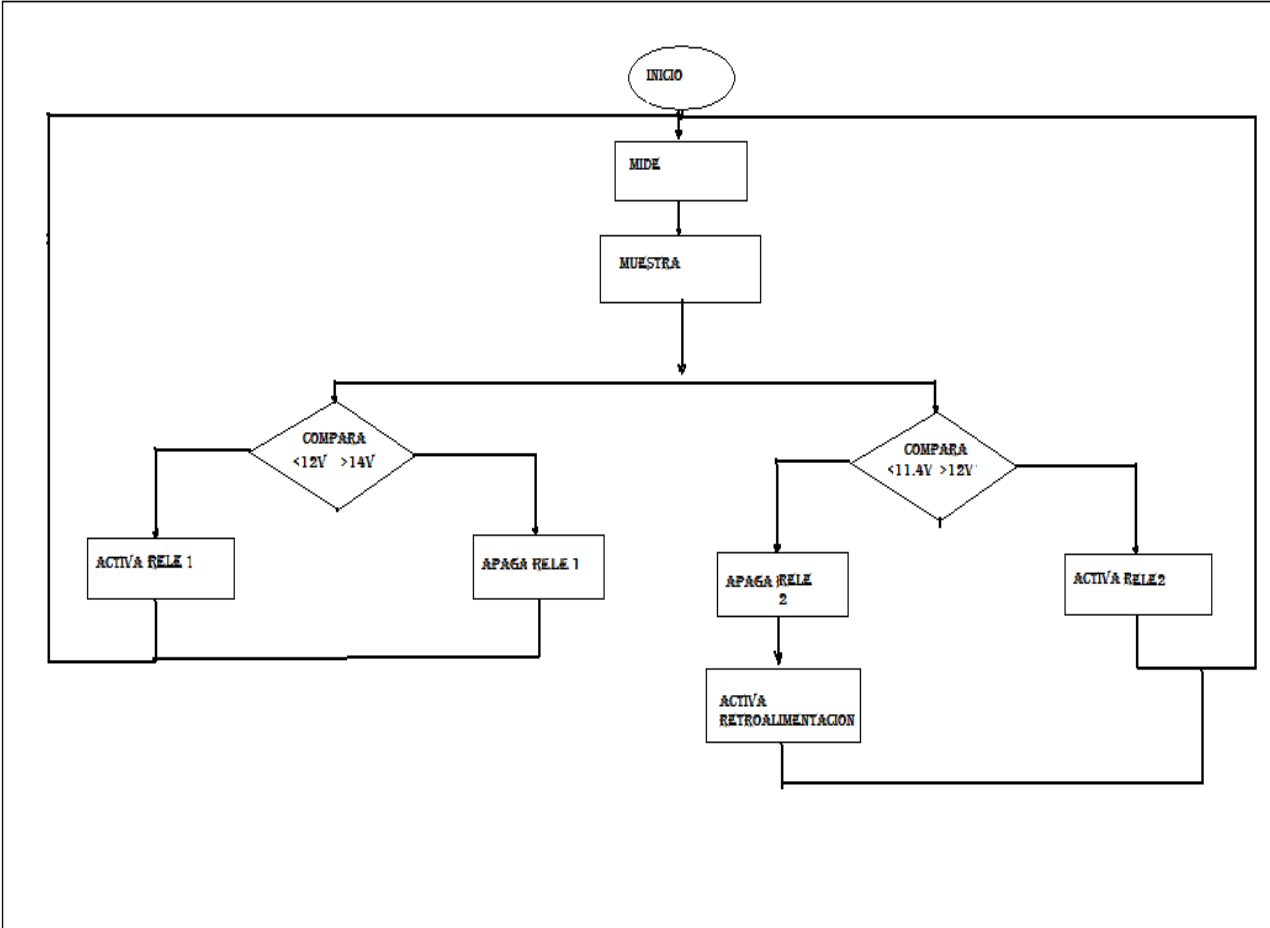 INICIO
MIDE
MUESTRA
COMPARA
<12V >14V
COMPARA
<11.4V >12V
ACTIVA RELE 1
APAGA RELE 1
APAGA RELE
2
ACTIVA RELE2
ACTIVA
RETROALIMENTACION